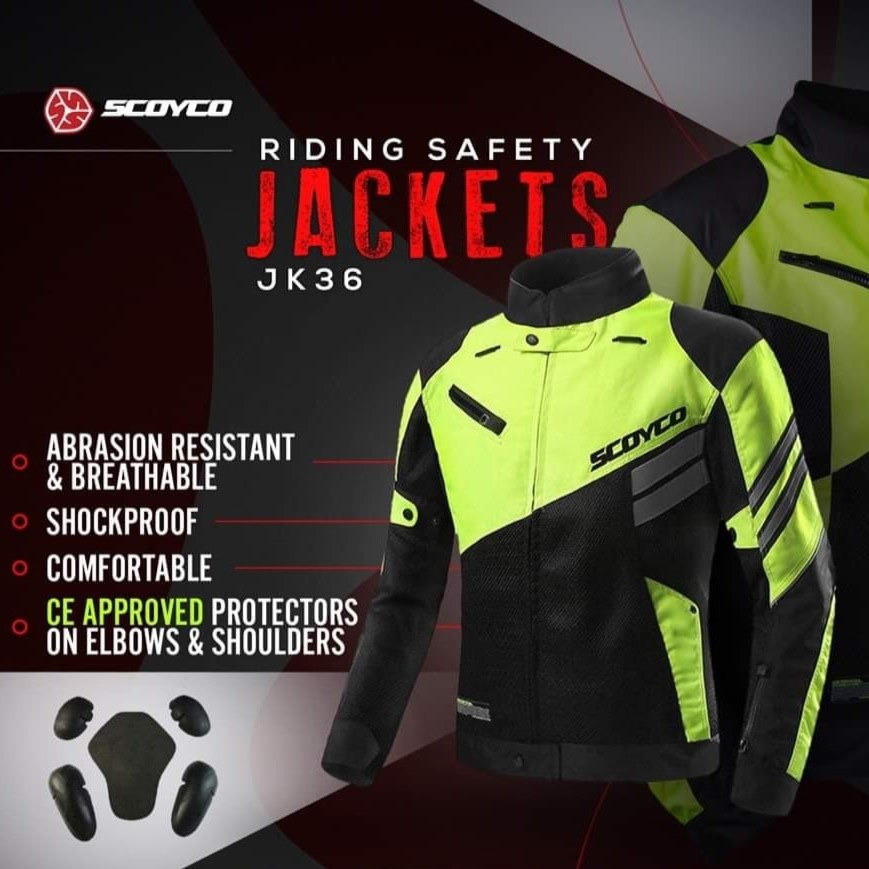 SCOYCO
RIDING SAFETY
JACKETS
JK36
SCOYCO
ABRASION RESISTANT
& BREATHABLE
SHOCKPROOF
COMFORTABLE
CE APPROVED PROTECTORS
ON ELBOWS & SHOULDERS